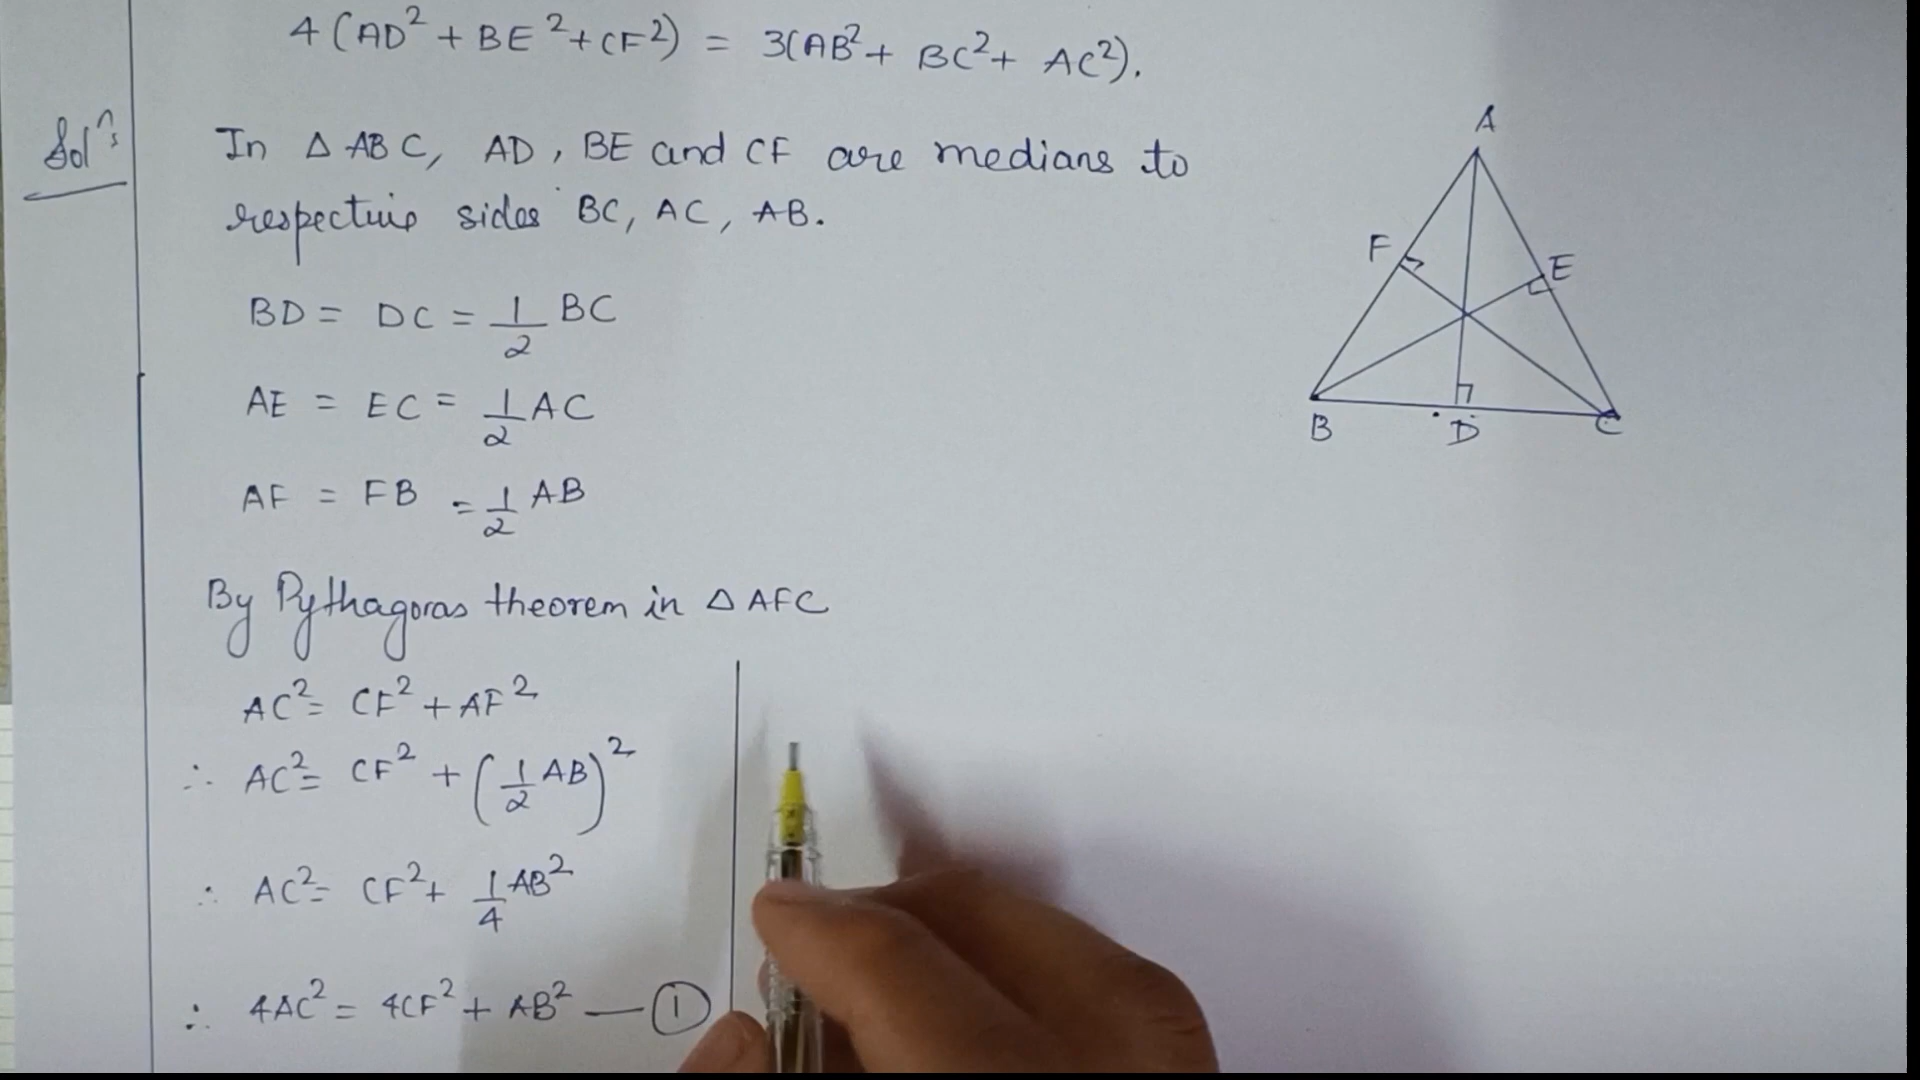 4(AD²+BE²+CF²) = 3(AB²+ BC²+ AC²).
Solⁿ:
In △ABC, AD, BE and CF are medians to
respective sides BC, AC, AB.
BD = DC = 1/2 BC
AE = EC = 1/2 AC
AF = FB = 1/2 AB
By Pythagoras theorem in △AFC
AC² = CF² + AF²
∴ AC² = CF² + (1/2 AB)²
∴ AC² = CF² + 1/4 AB²
∴ 4AC² = 4CF² + AB² — ①
A
F
E
B
D
C